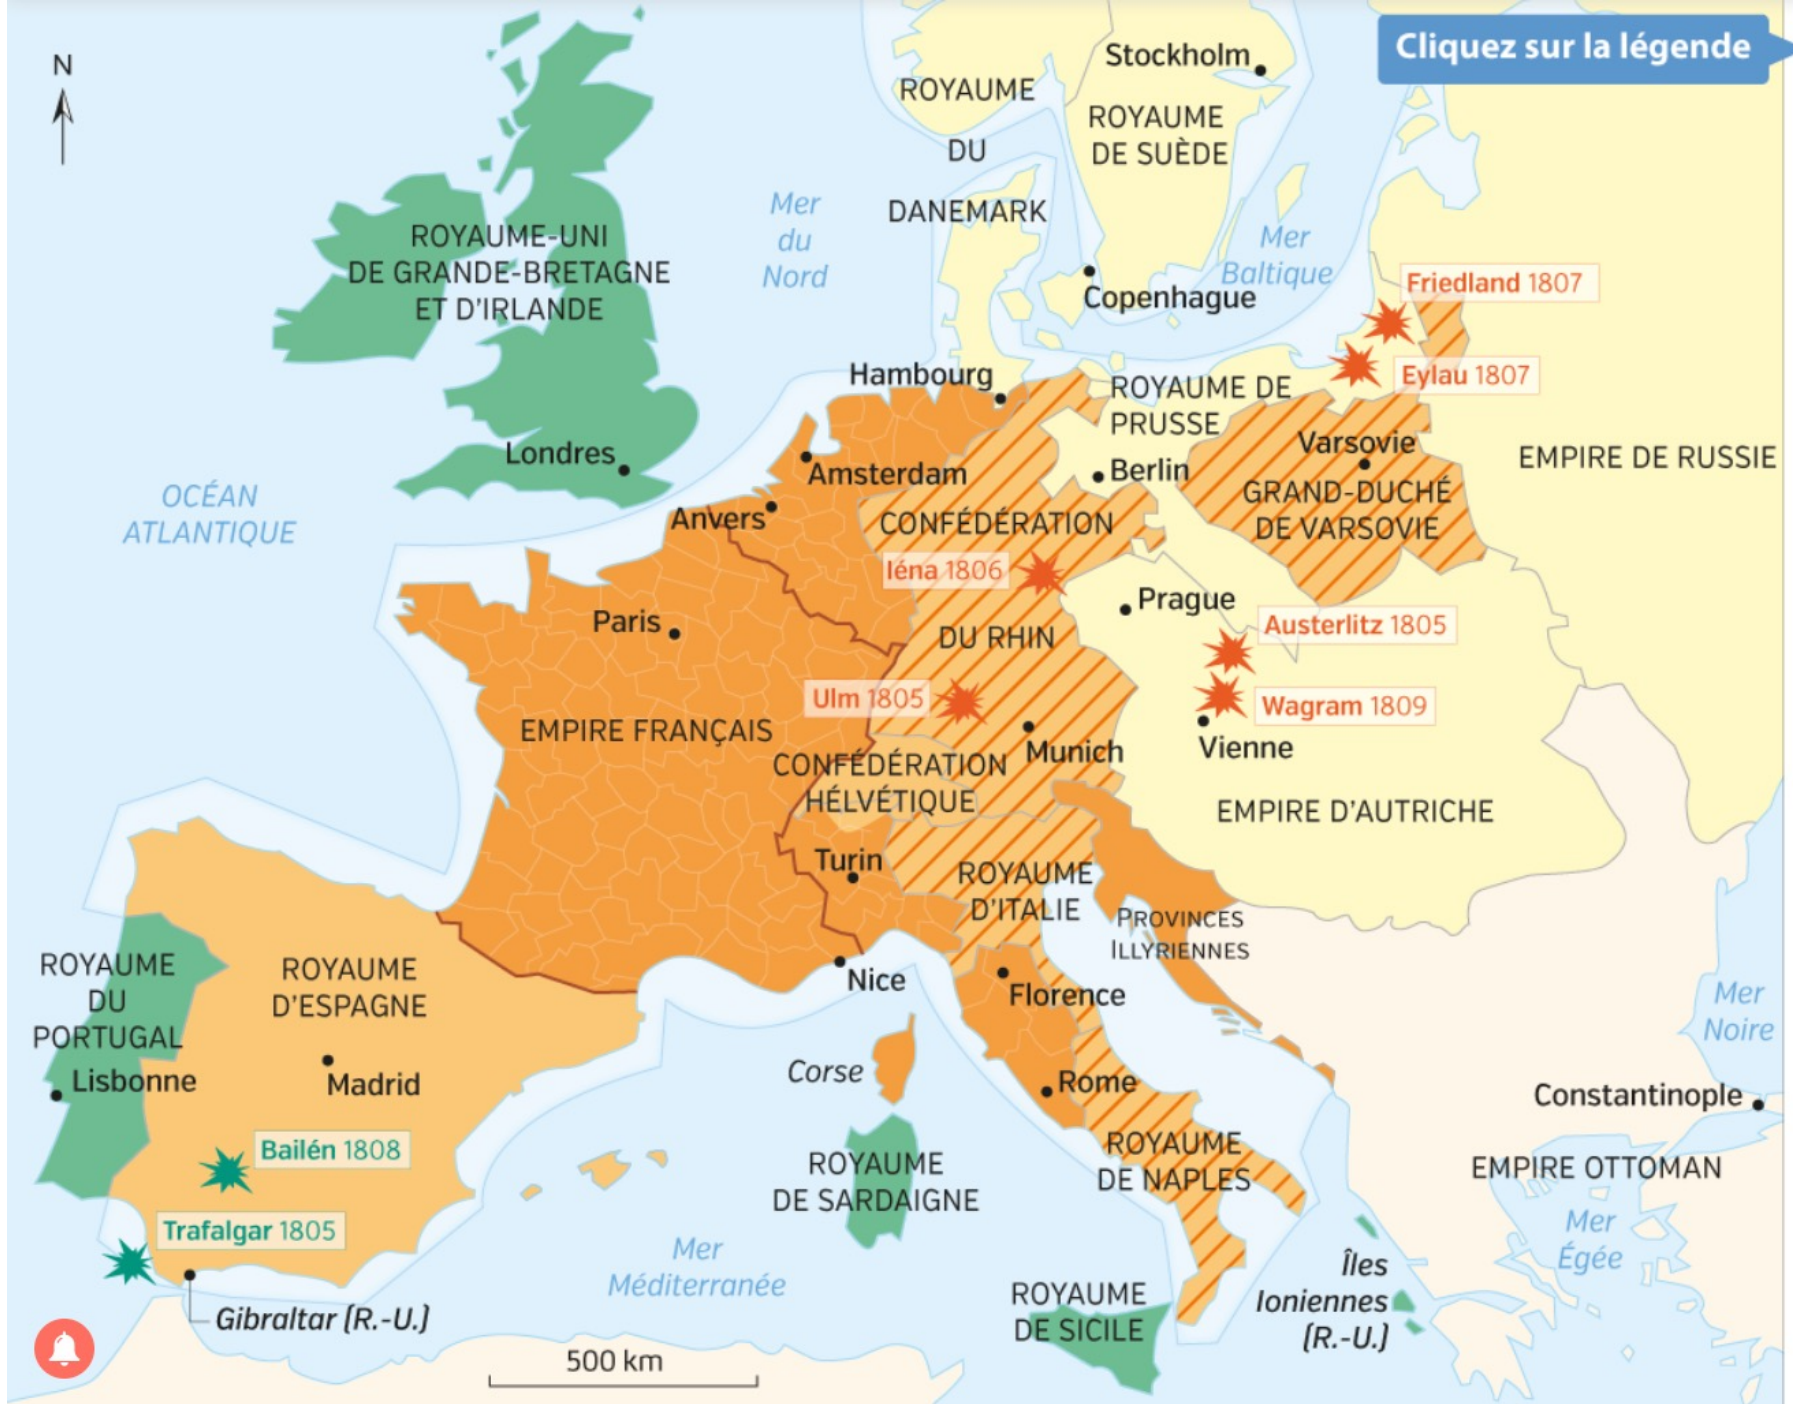 Cliquez sur la légende
N
Stockholm
ROYAUME
DU
DANEMARK
ROYAUME
DE SUÈDE
Mer
du
Nord
Mer
Baltique
ROYAUME-UNI
DE GRANDE-BRETAGNE
ET D'IRLANDE
Copenhague
Friedland 1807
Eylau 1807
Hambourg
ROYAUME DE
PRUSSE
Londres
Amsterdam
Berlin
Varsovie
GRAND-DUCHÉ
DE VARSOVIE
EMPIRE DE RUSSIE
OCÉAN
ATLANTIQUE
Anvers
CONFÉDÉRATION
DU RHIN
Iéna 1806
Prague
Paris
Austerlitz 1805
Ulm 1805
Wagram 1809
EMPIRE FRANÇAIS
Munich
Vienne
CONFÉDÉRATION
HÉLVÉTIQUE
EMPIRE D'AUTRICHE
Turin
ROYAUME
D'ITALIE
PROVINCES
ILLYRIENNES
ROYAUME
DU
PORTUGAL
ROYAUME
D'ESPAGNE
Nice
Florence
Mer
Noire
Lisbonne
Madrid
Corse
Rome
Constantinople
Bailén 1808
ROYAUME
DE SARDAIGNE
ROYAUME
DE NAPLES
EMPIRE OTTOMAN
Trafalgar 1805
Mer
Méditerranée
Mer
Égée
Gibraltar (R.-U.)
ROYAUME
DE SICILE
Îles
Ioniennes
(R.-U.)
500 km